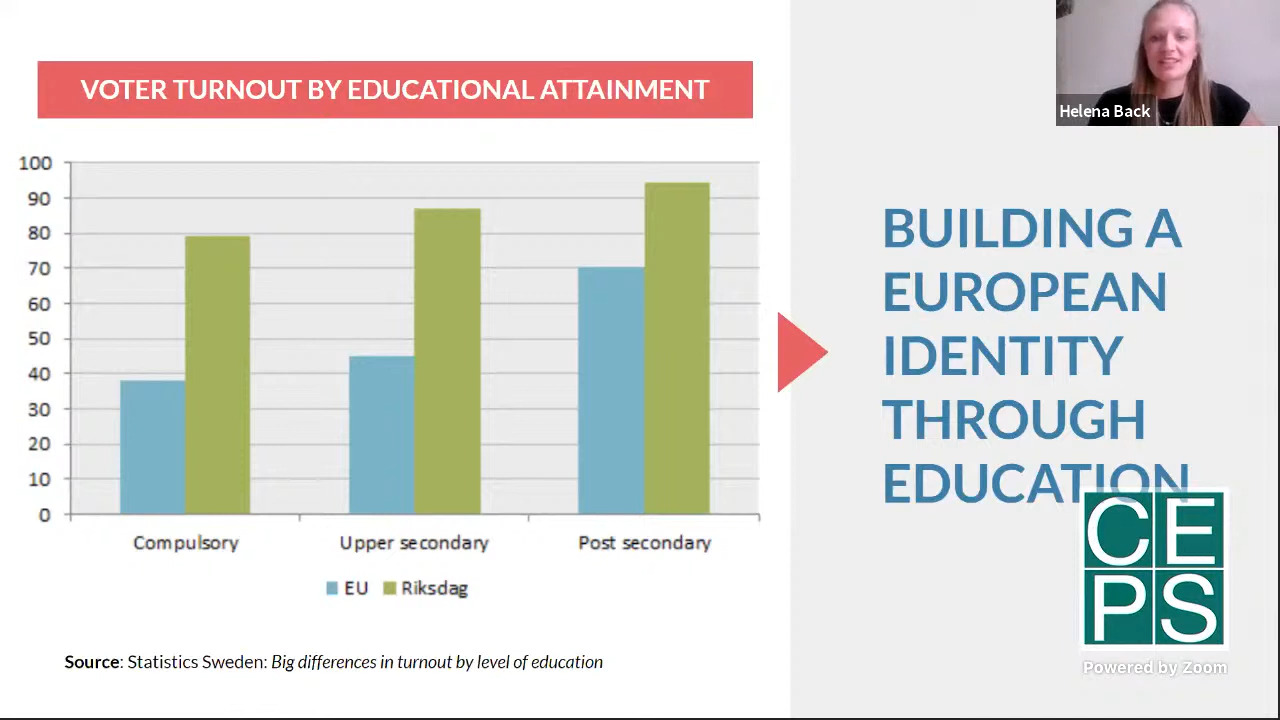 VOTER TURNOUT BY EDUCATIONAL ATTAINMENT
100
90
80
70
60
50
40
30
20
10
0
Compulsory Upper secondary Post secondary
EU Riksdag
Source: Statistics Sweden: Big differences in turnout by level of education
Helena Back
BUILDING A
EUROPEAN
IDENTITY
THROUGH
EDUCATION
CE
PS
Powered by Zoom